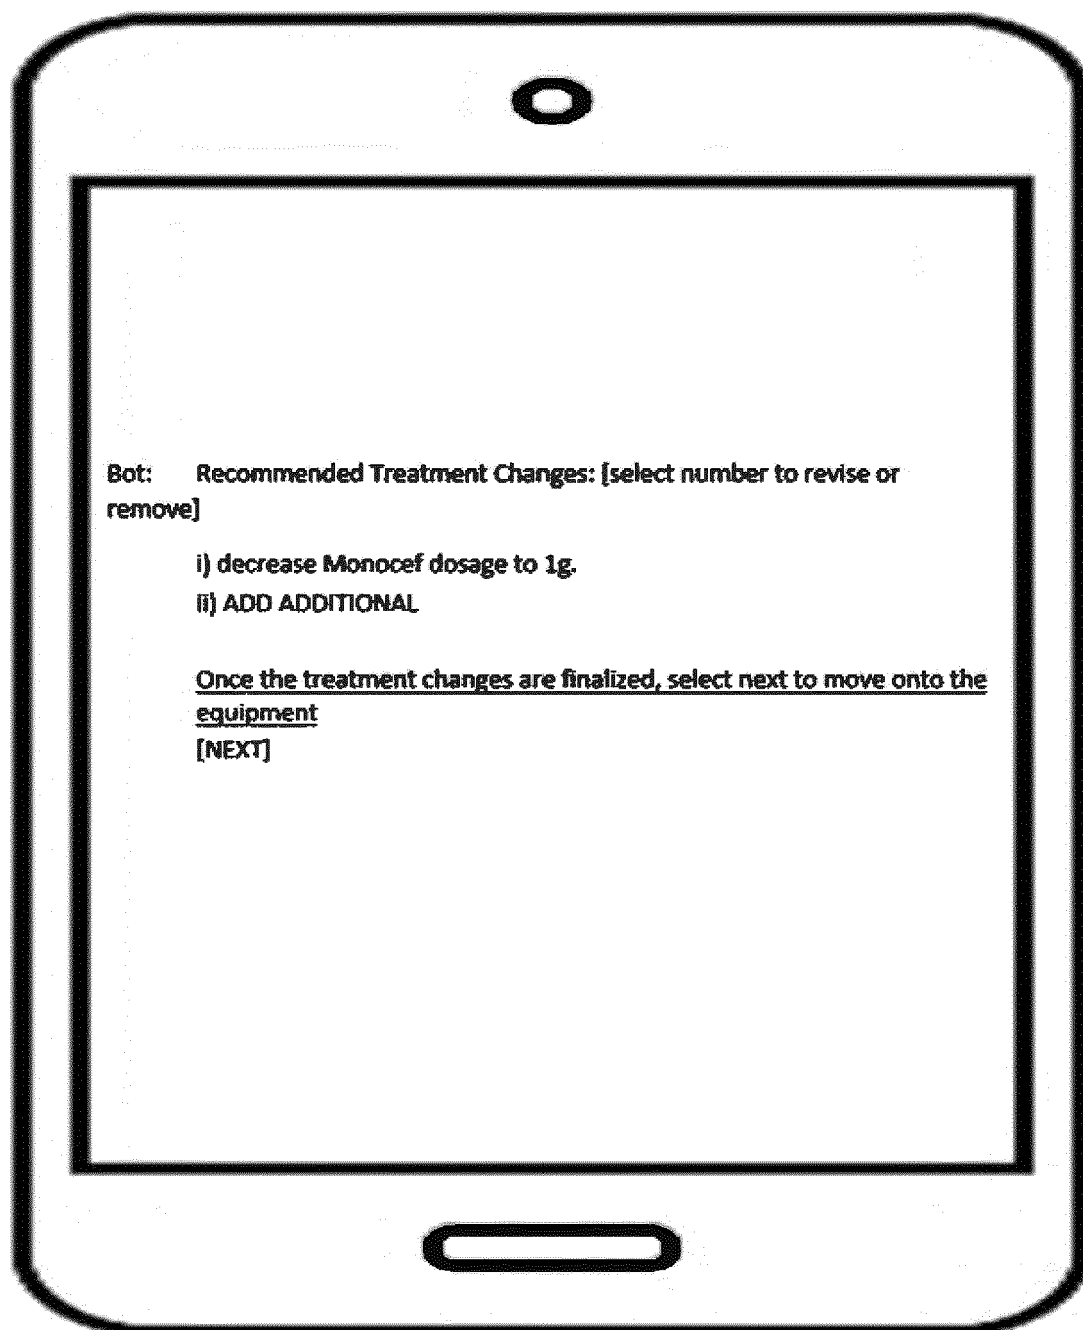 Bot: Recommended Treatment Changes: [select number to revise or
remove]
i) decrease Monocef dosage to 1g.
ii) ADD ADDITIONAL
Once the treatment changes are finalized, select next to move onto the
equipment
[NEXT]